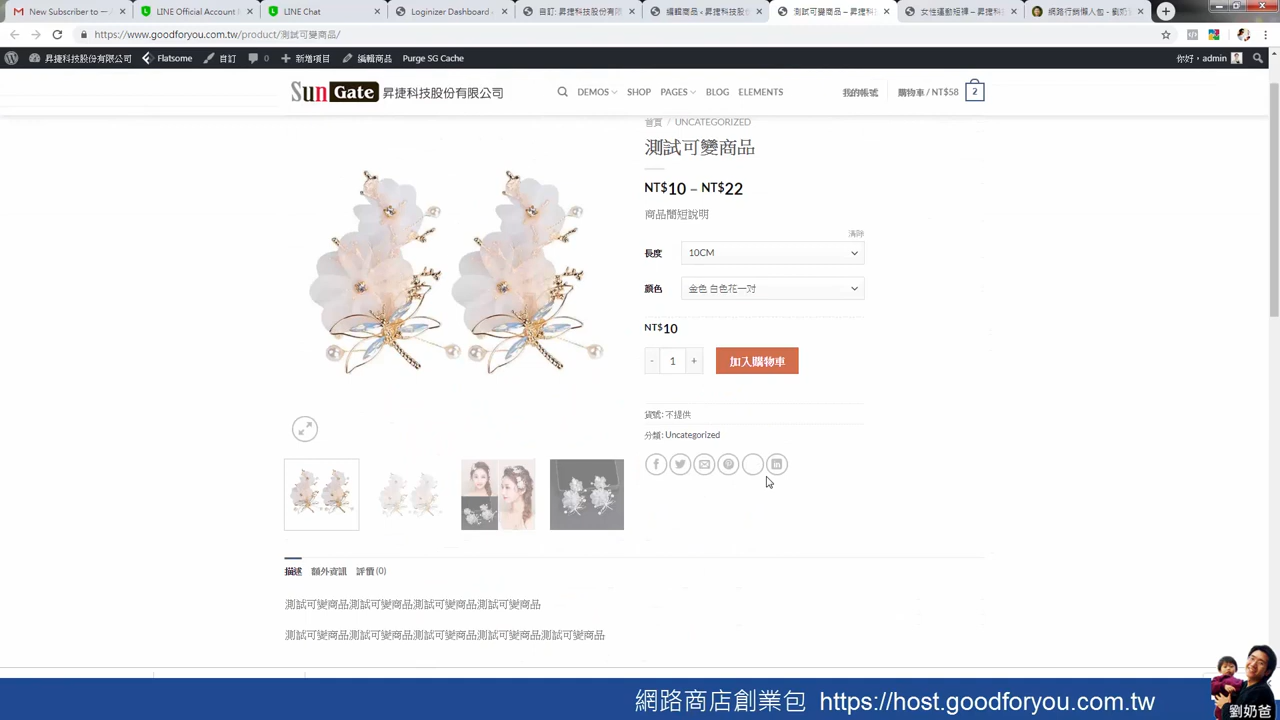 New Subscriber to
LINE Official Account
LINE Chat
Loginizer Dashboard
自訂: 昇捷科技股份有限
編輯商品 < 昇捷科技股份
測試可變商品 – 昇捷科
女性運動短褲 – 昇捷科
網路行銷懶人包 - 劉奶
https://www.goodforyou.com.tw/product/測試可變商品/
昇捷科技股份有限公司 Flatsome 自訂 0 新增項目 編輯商品 Purge SG Cache 你好，admin
Sun Gate 昇捷科技股份有限公司 DEMOS SHOP PAGES BLOG ELEMENTS 我的帳號 購物車 / NT$58 2
首頁 / UNCATEGORIZED
測試可變商品
NT$10 – NT$22
商品簡短說明
清除
長度 10CM
顏色 金色 白色花一对
NT$10
- 1 + 加入購物車
貨號: 不提供
分類: Uncategorized
描述 額外資訊 評價 (0)
測試可變商品測試可變商品測試可變商品測試可變商品
測試可變商品測試可變商品測試可變商品測試可變商品測試可變商品
網路商店創業包 https://host.goodforyou.com.tw
劉奶爸